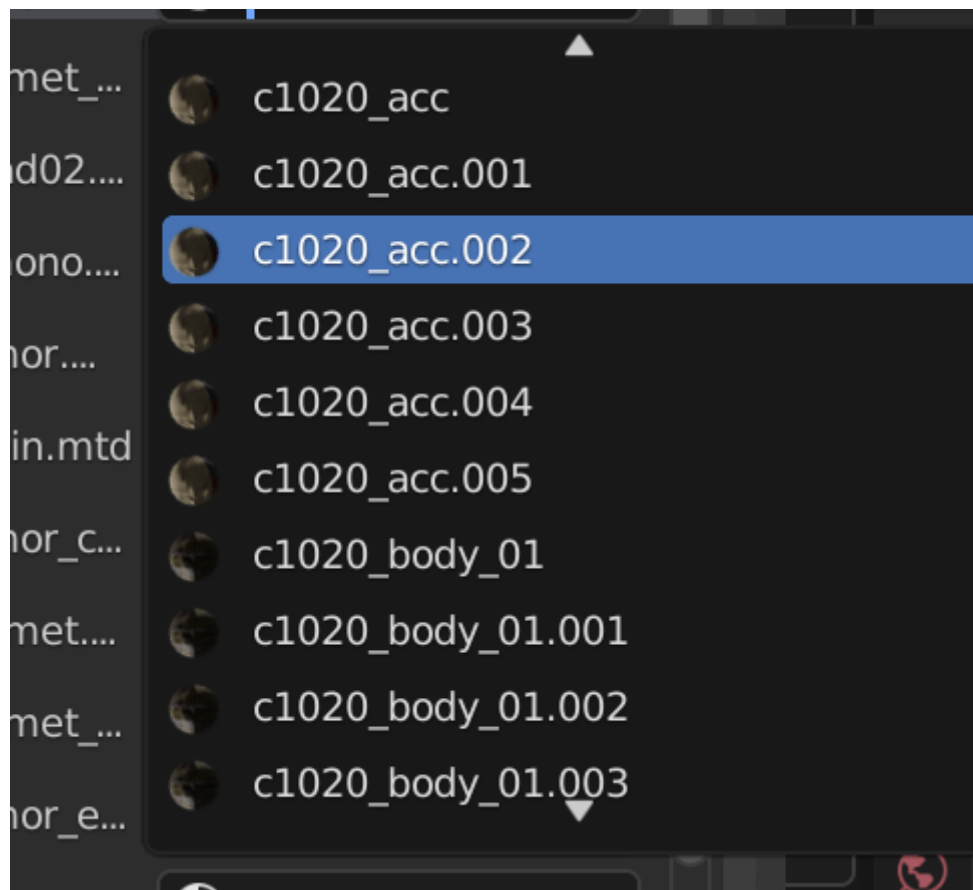 met_...
c1020_acc
d02....
c1020_acc.001
c1020_acc.002
ono....
c1020_acc.003
or....
c1020_acc.004
in.mtd
c1020_acc.005
or_c...
c1020_body_01
met....
c1020_body_01.001
met_...
c1020_body_01.002
or_e...
c1020_body_01.003